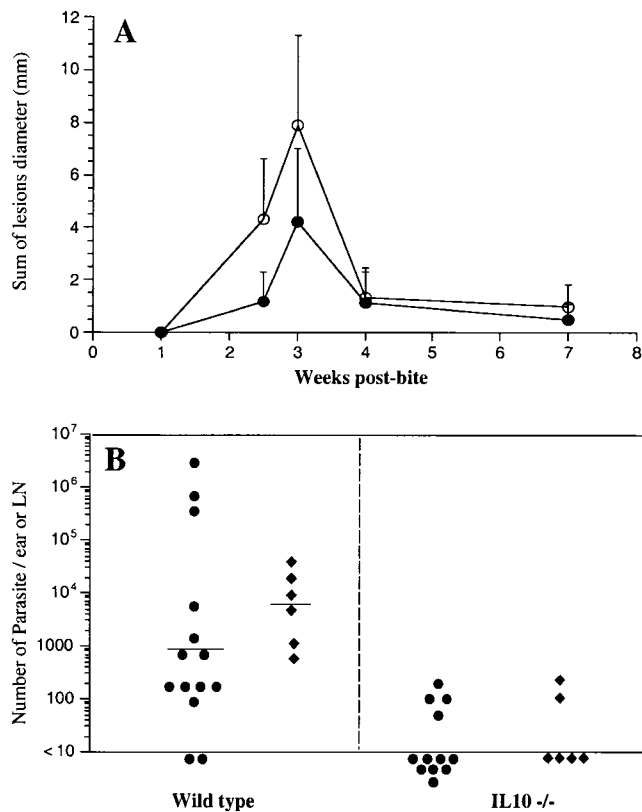 A
Sum of lesions diameter (mm)
12
10
8
6
4
2
0
0 1 2 3 4 5 6 7 8
Weeks post-bite
B
Number of Parasite / ear or LN
10^7
10^6
10^5
10^4
1000
100
<10
Wild type IL10 -/-